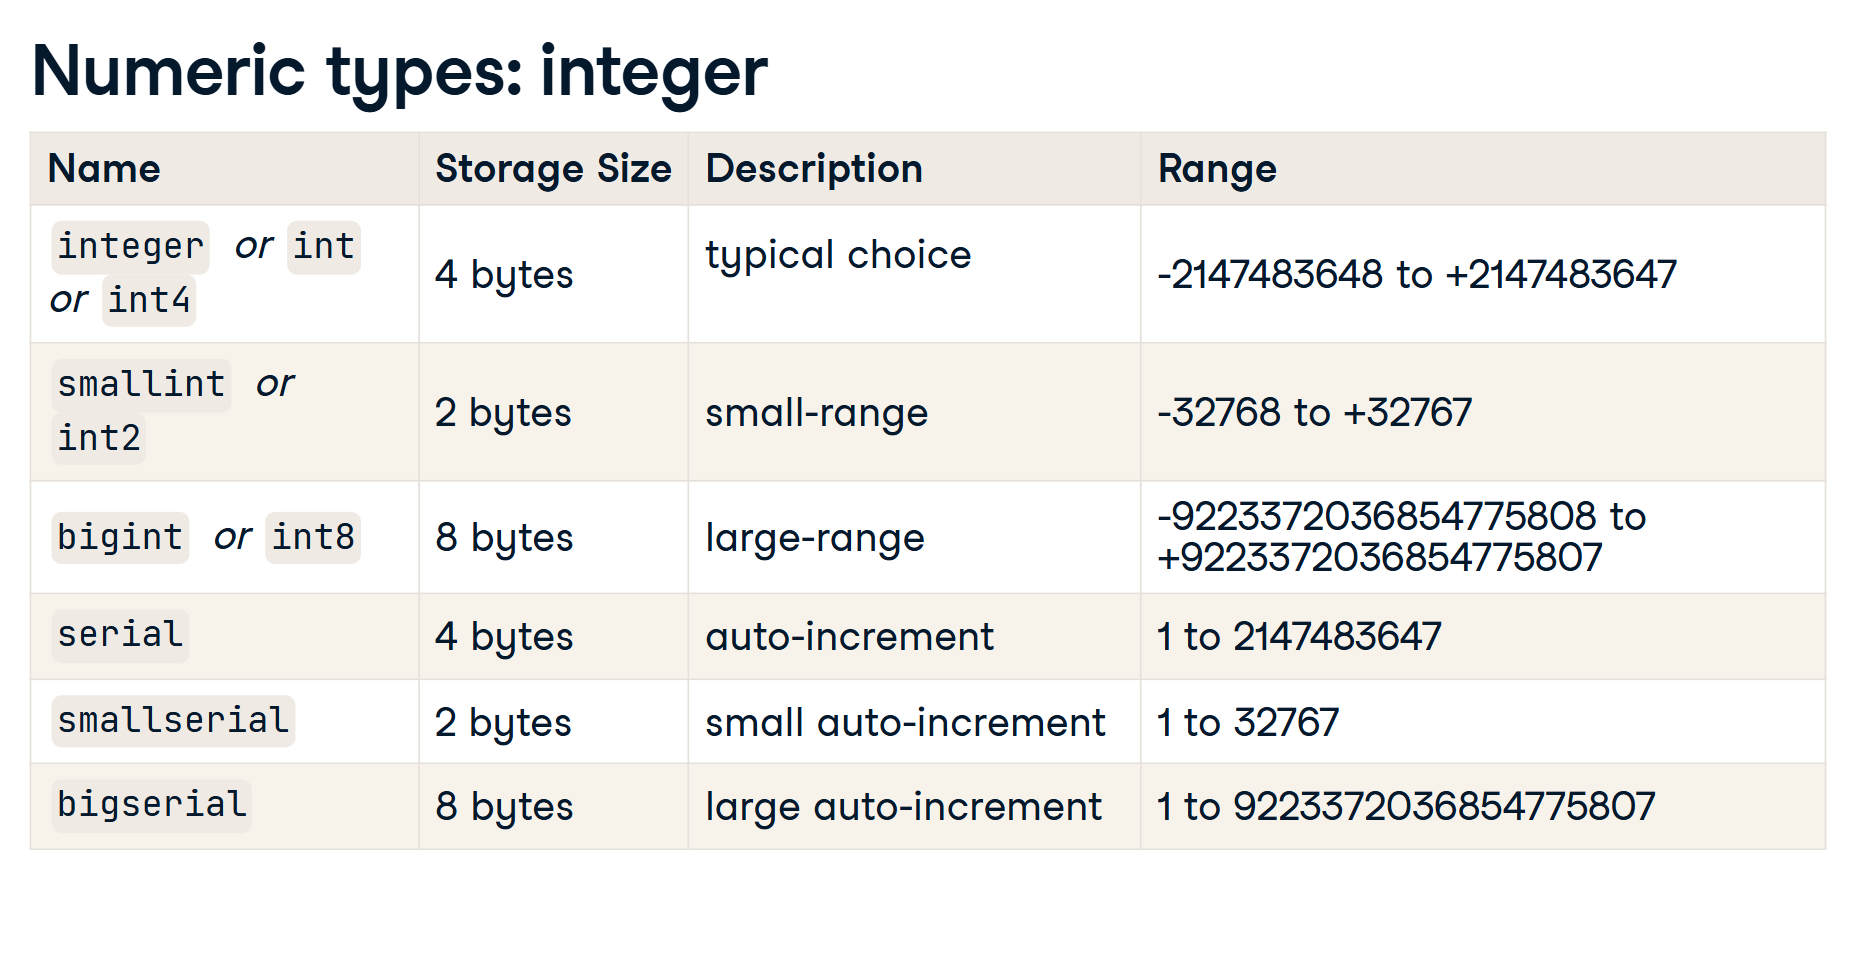 Numeric types: integer
Name Storage Size Description Range
integer or int
or int4
4 bytes
typical choice
-2147483648 to +2147483647
smallint or
int2
2 bytes
small-range
-32768 to +32767
bigint or int8
8 bytes
large-range
-9223372036854775808 to
+9223372036854775807
serial
4 bytes
auto-increment
1 to 2147483647
smallserial
2 bytes
small auto-increment
1 to 32767
bigserial
8 bytes
large auto-increment
1 to 9223372036854775807